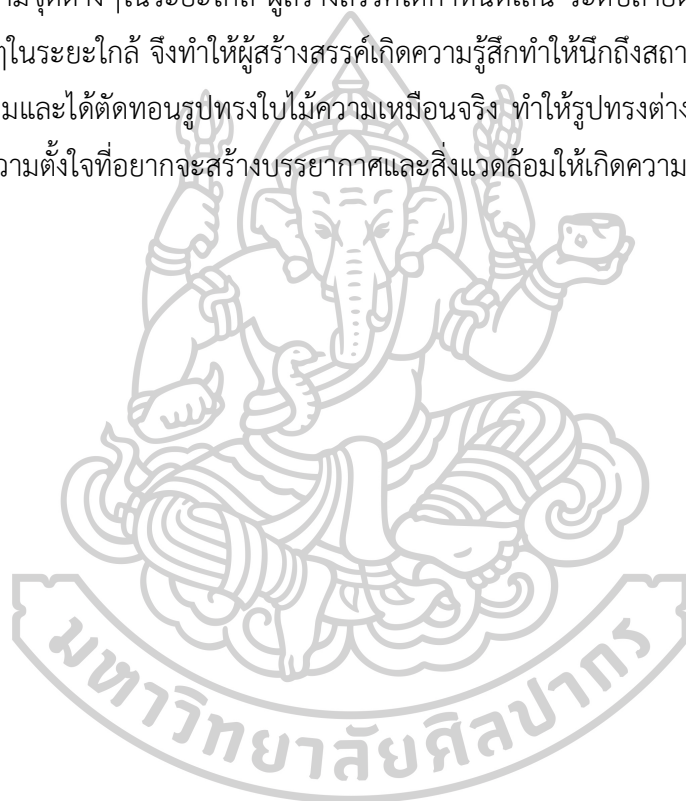 ๆในระยะใกล้ จึงทำให้ผู้สร้างสรรค์เกิดความรู้สึกทำให้นึกถึงสถา
มและได้ตัดทอนรูปทรงใบไม้ความเหมือนจริง ทำให้รูปทรงต่าง
วามตั้งใจที่อยากจะสร้างบรรยากาศและสิ่งแวดล้อมให้เกิดความ
มหาวิทยาลัยศิลปากร